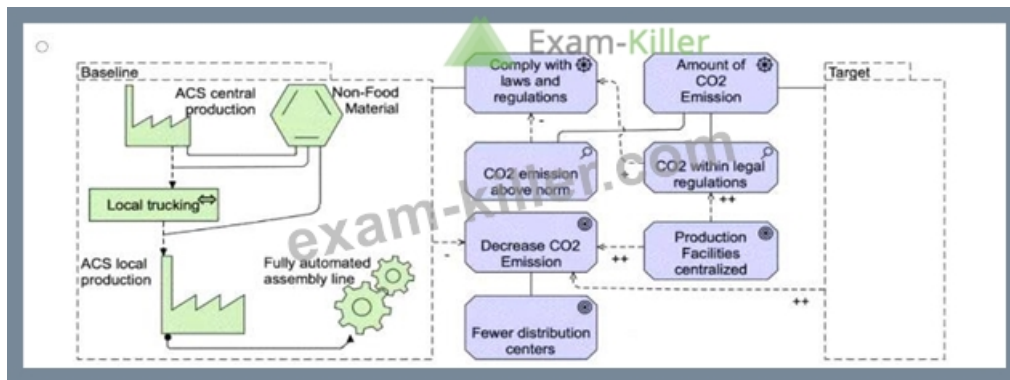 Exam-Killer
Baseline
ACS central
production
Non-Food
Material
Local trucking
ACS local
production
Fully automated
assembly line
Comply with
laws and
regulations
Amount of
CO2
Emission
CO2 emission
above norm
CO2 within legal
regulations
Decrease CO2
Emission
Production
Facilities
centralized
Fewer distribution
centers
Target
-
-
+
++
-
++
++
exam-killer.com